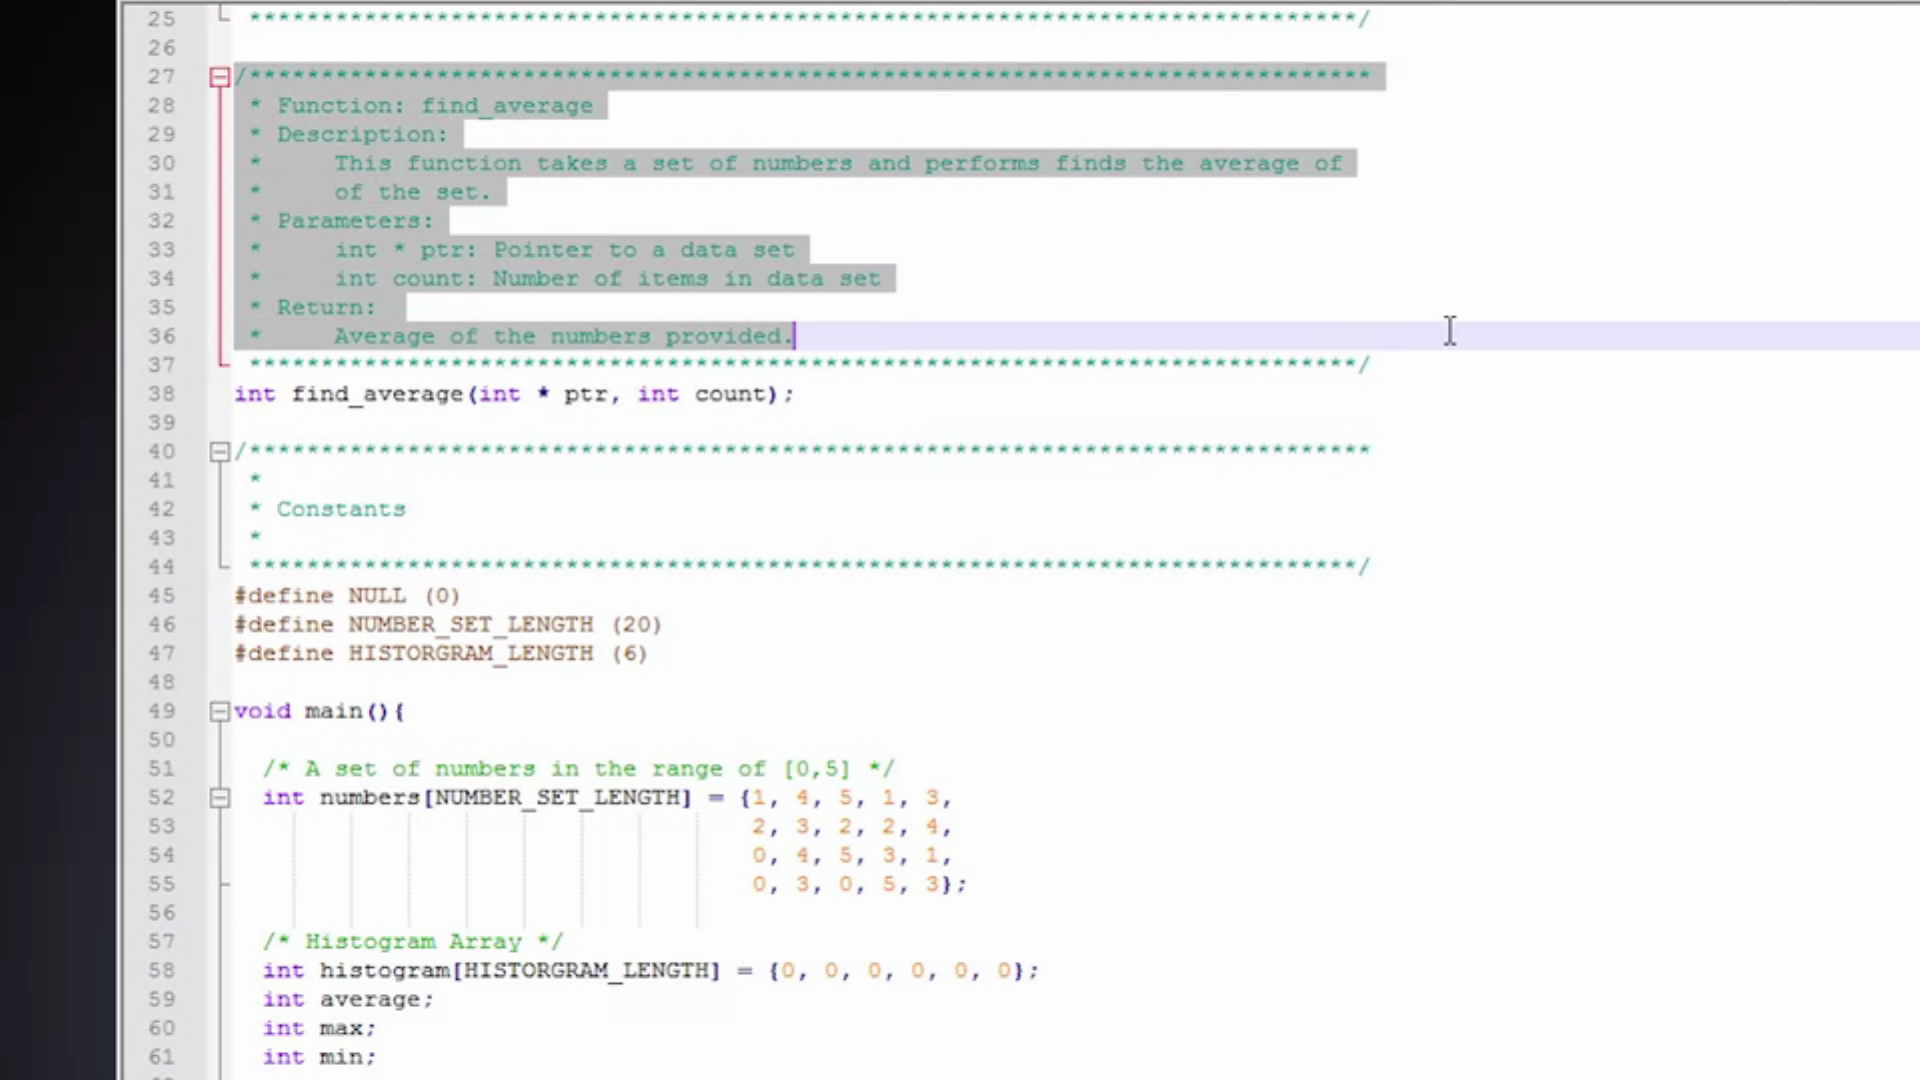 25 *****************************************************************************/
26
27 /******************************************************************************
28 * Function: find_average
29 * Description:
30 *     This function takes a set of numbers and performs finds the average of
31 *     of the set.
32 * Parameters:
33 *     int * ptr: Pointer to a data set
34 *     int count: Number of items in data set
35 * Return:
36 *     Average of the numbers provided.
37 *****************************************************************************/
38 int find_average(int * ptr, int count);
39
40 /******************************************************************************
41 *
42 * Constants
43 *
44 *****************************************************************************/
45 #define NULL (0)
46 #define NUMBER_SET_LENGTH (20)
47 #define HISTORGRAM_LENGTH (6)
48
49 void main(){
50
51 /* A set of numbers in the range of [0,5] */
52 int numbers[NUMBER_SET_LENGTH] = {1, 4, 5, 1, 3,
53 2, 3, 2, 2, 4,
54 0, 4, 5, 3, 1,
55 0, 3, 0, 5, 3};
56
57 /* Histogram Array */
58 int histogram[HISTORGRAM_LENGTH] = {0, 0, 0, 0, 0, 0};
59 int average;
60 int max;
61 int min;